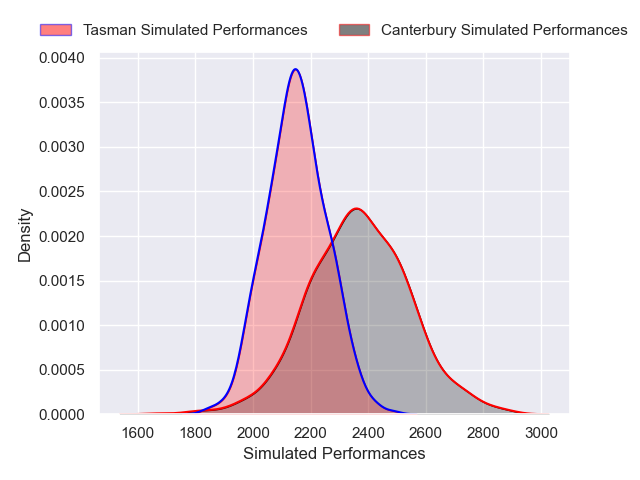 Tasman Simulated Performances Canterbury Simulated Performances
0.0040
0.0035
0.0030
0.0025
0.0020
0.0015
0.0010
0.0005
0.0000
Density
1600 1800 2000 2200 2400 2600 2800 3000
Simulated Performances